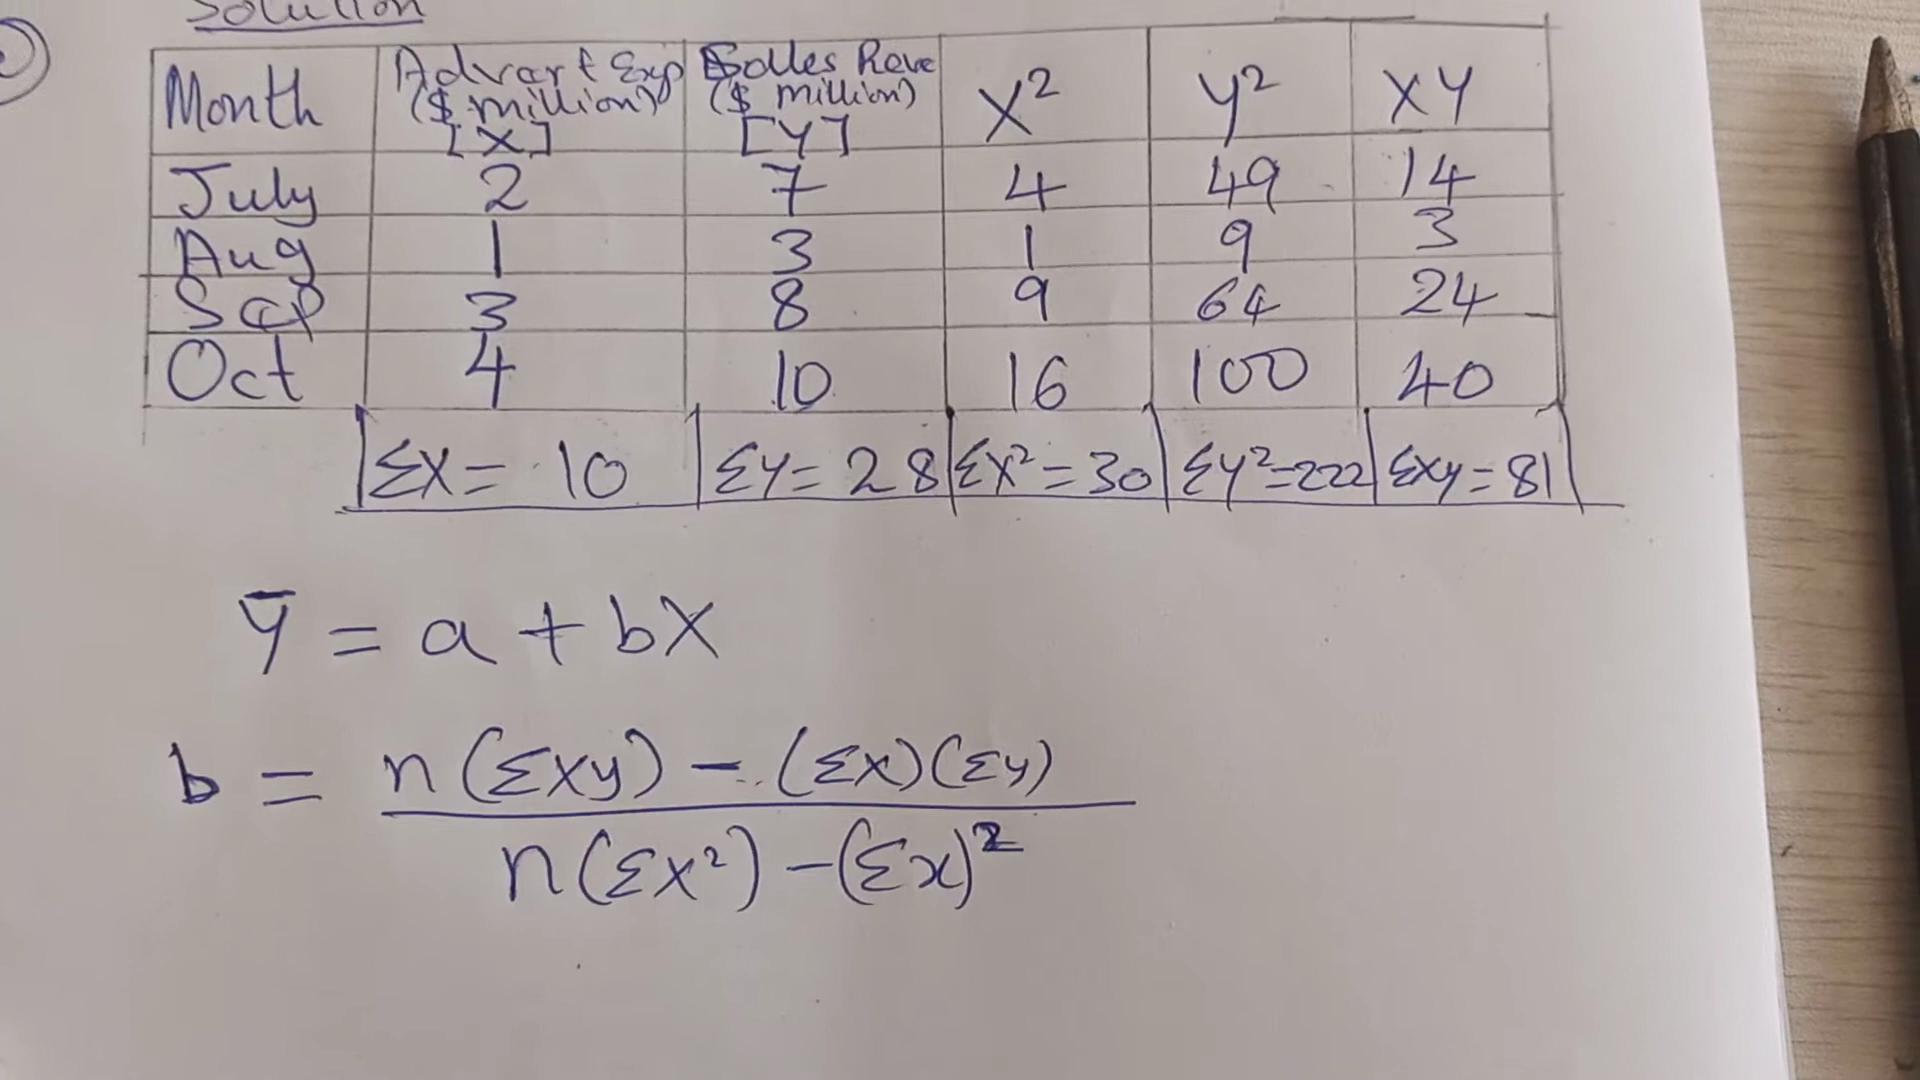 Solution
Month Advert Exp ($ million) [X] Salles Reve ($ million) [Y] X² Y² XY
July 2 7 4 49 14
Aug 1 3 1 9 3
Sep 3 8 9 64 24
Oct 4 10 16 100 40
ΣX = 10 ΣY = 28 ΣX² = 30 ΣY² = 222 ΣXY = 81
Ȳ = a + bX
b = n(ΣXy) - (Σx)(Σy)
n(Σx²) - (Σx)²